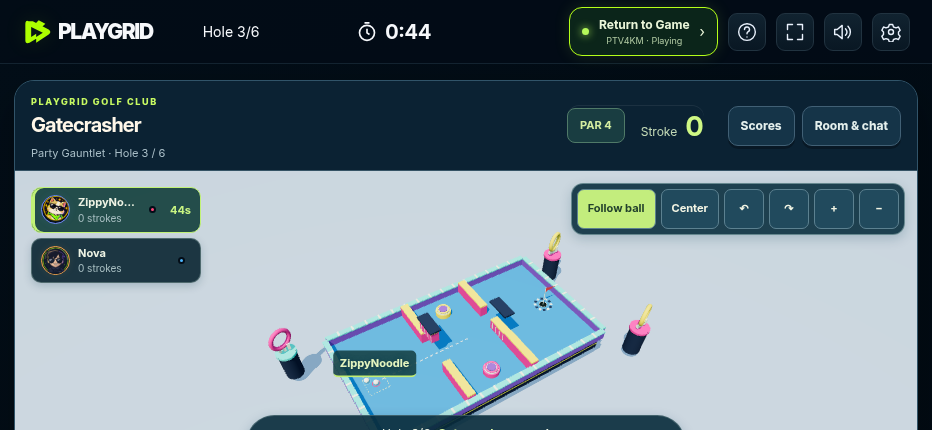 PLAYGRID
Hole 3/6
0:44
Return to Game
PTV4KM · Playing
PLAYGRID GOLF CLUB
Gatecrasher
Party Gauntlet · Hole 3 / 6
PAR 4
Stroke 0
Scores
Room & chat
ZippyNo...
0 strokes
44s
Nova
0 strokes
Follow ball
Center
+
−
ZippyNoodle